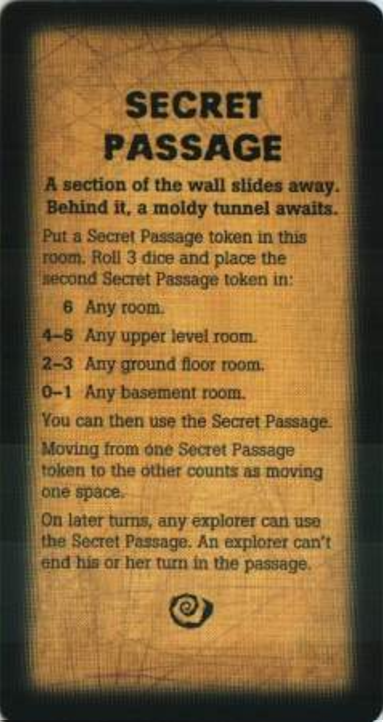 SECRET
PASSAGE
A section of the wall slides away.
Behind it, a moldy tunnel awaits.
Put a Secret Passage token in this
room. Roll 3 dice and place the
second Secret Passage token in:
6 Any room.
4–5 Any upper level room.
2–3 Any ground floor room.
0–1 Any basement room.
You can then use the Secret Passage.
Moving from one Secret Passage
token to the other counts as moving
one space.
On later turns, any explorer can use
the Secret Passage. An explorer can't
end his or her turn in the passage.